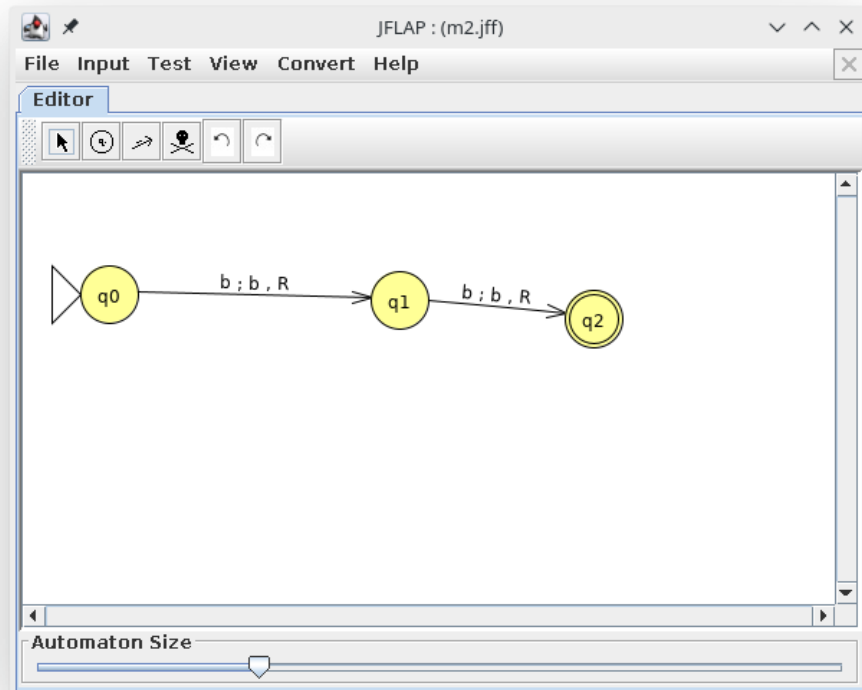 JFLAP : (m2.jff)
File Input Test View Convert Help
Editor
b ; b , R
b ; b , R
q0
q1
q2
Automaton Size